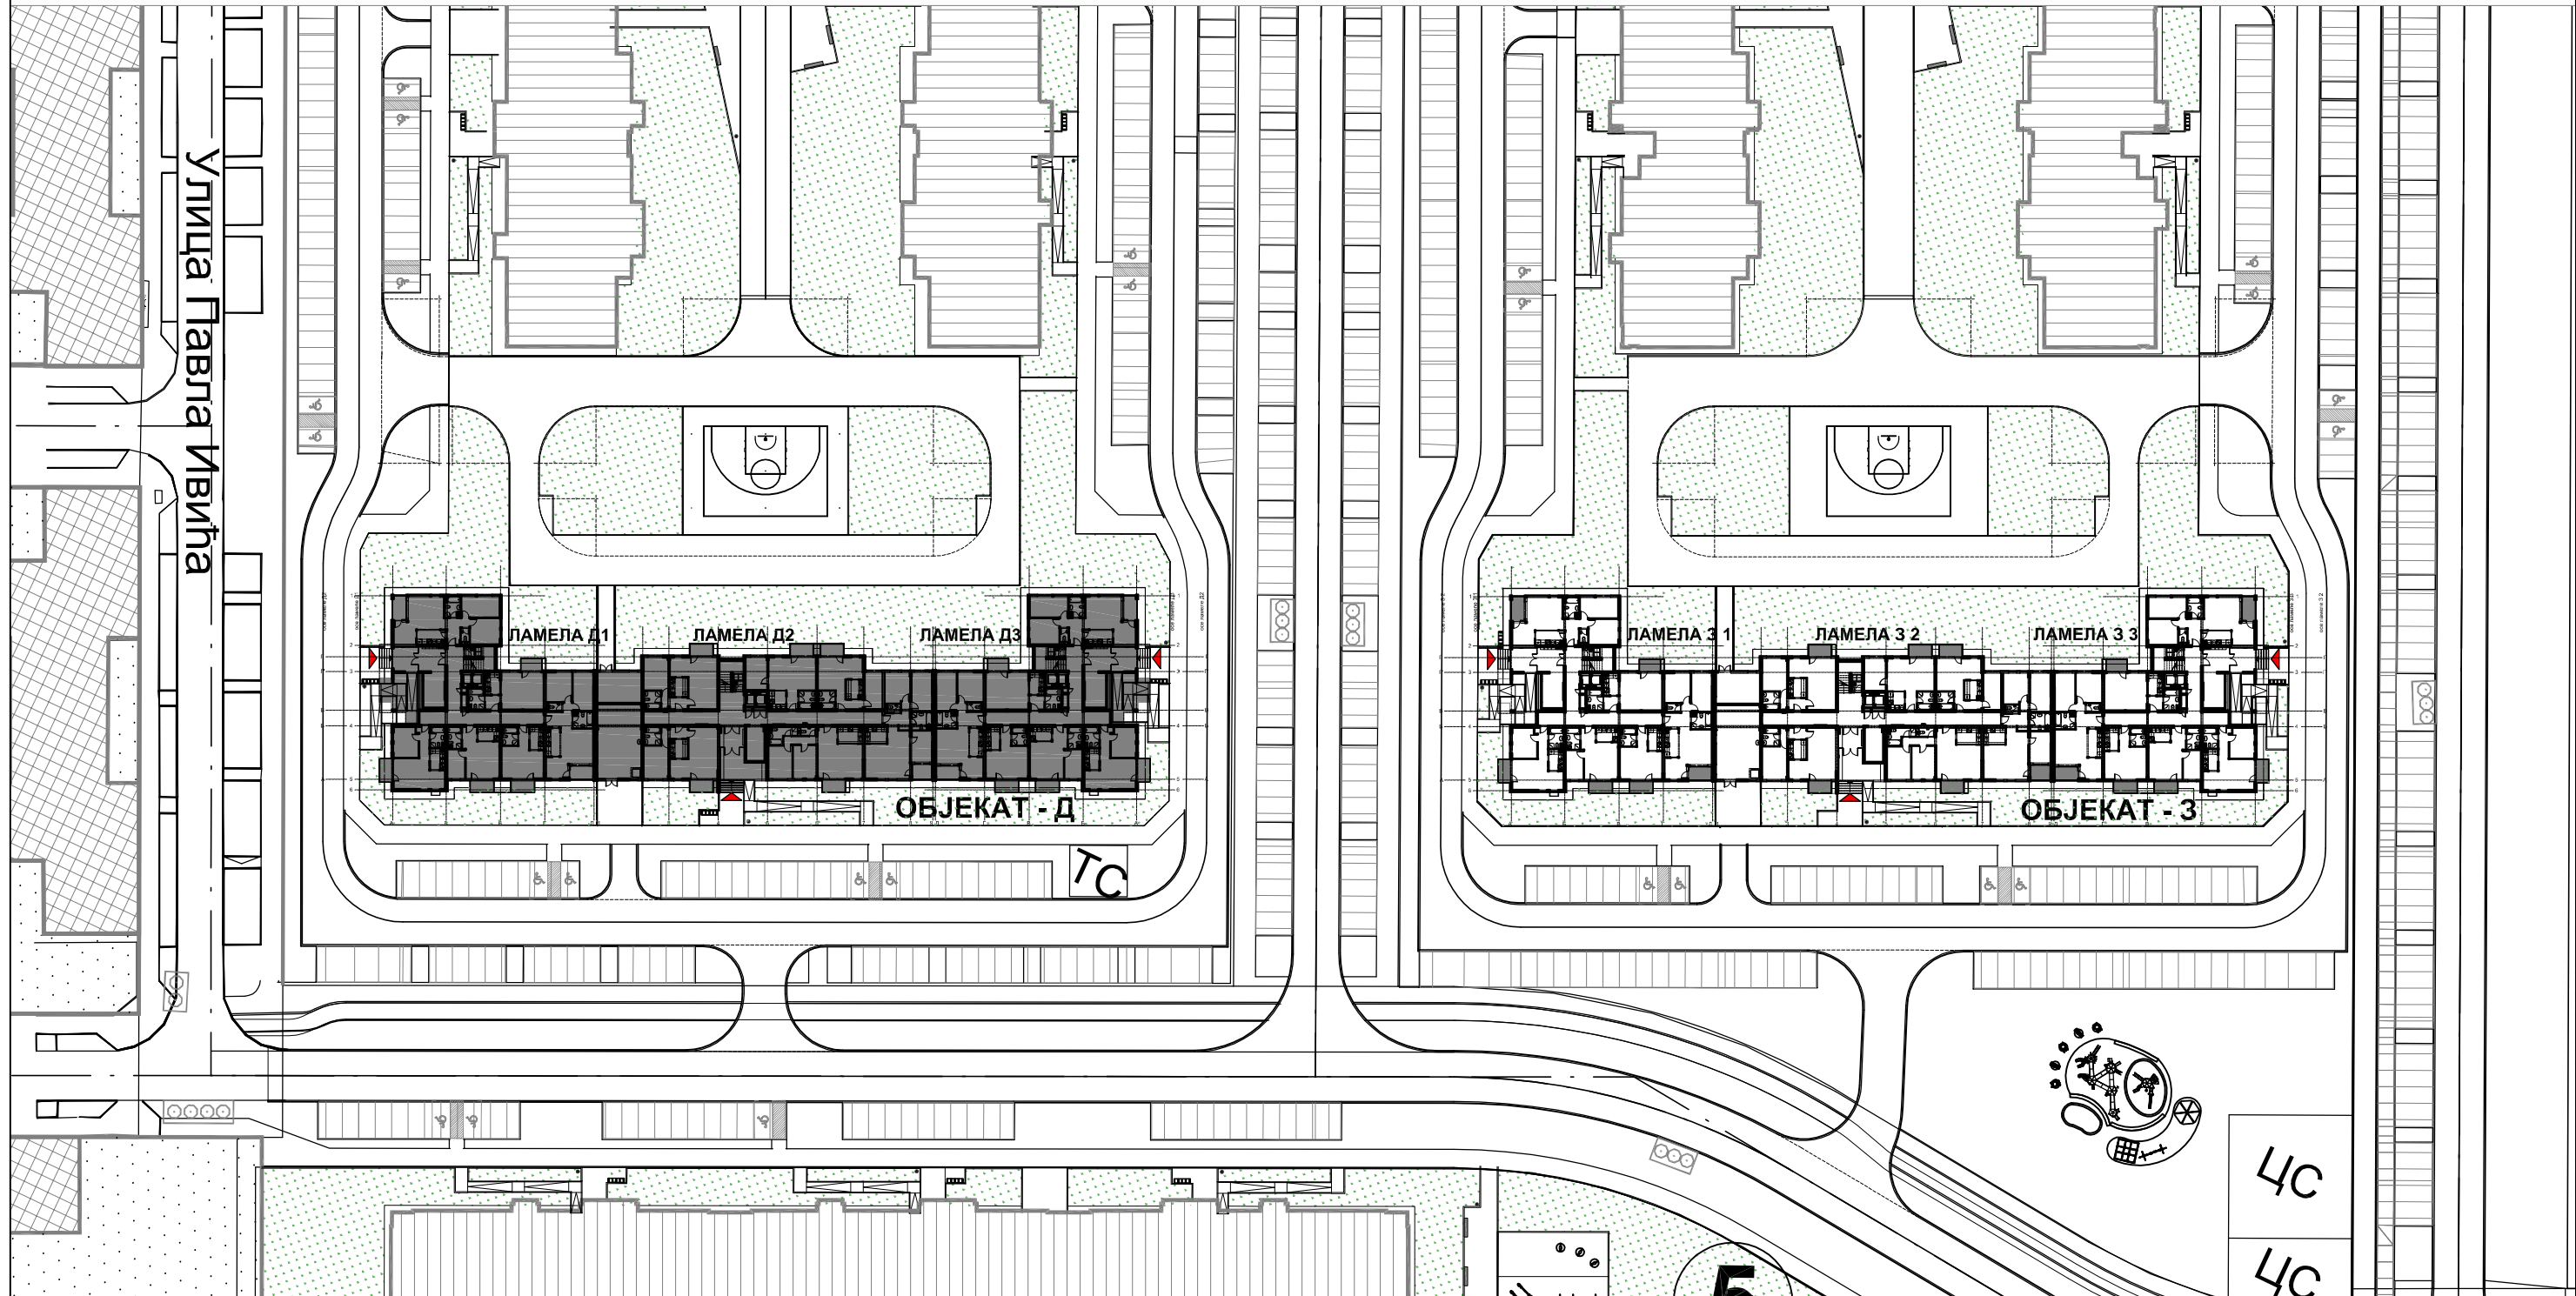 Улица Павла Ивића
ЛАМЕЛА Д1
ЛАМЕЛА Д2
ЛАМЕЛА Д3
ОБЈЕКАТ - Д
ТС
ЛАМЕЛА З 1
ЛАМЕЛА З 2
ЛАМЕЛА З 3
ОБЈЕКАТ - З
ЦС
ЦС
5